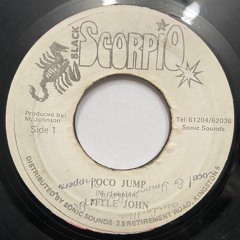 BLACK
SCORPIO
Produced by:
M. Johnson
Side 1
Tel: 61204/62038
Sonic Sounds
POCO JUMP
LITTLE JOHN
DISTRIBUTED BY SONIC SOUNDS 25 RETIREMENT ROAD, KINGSTON 5